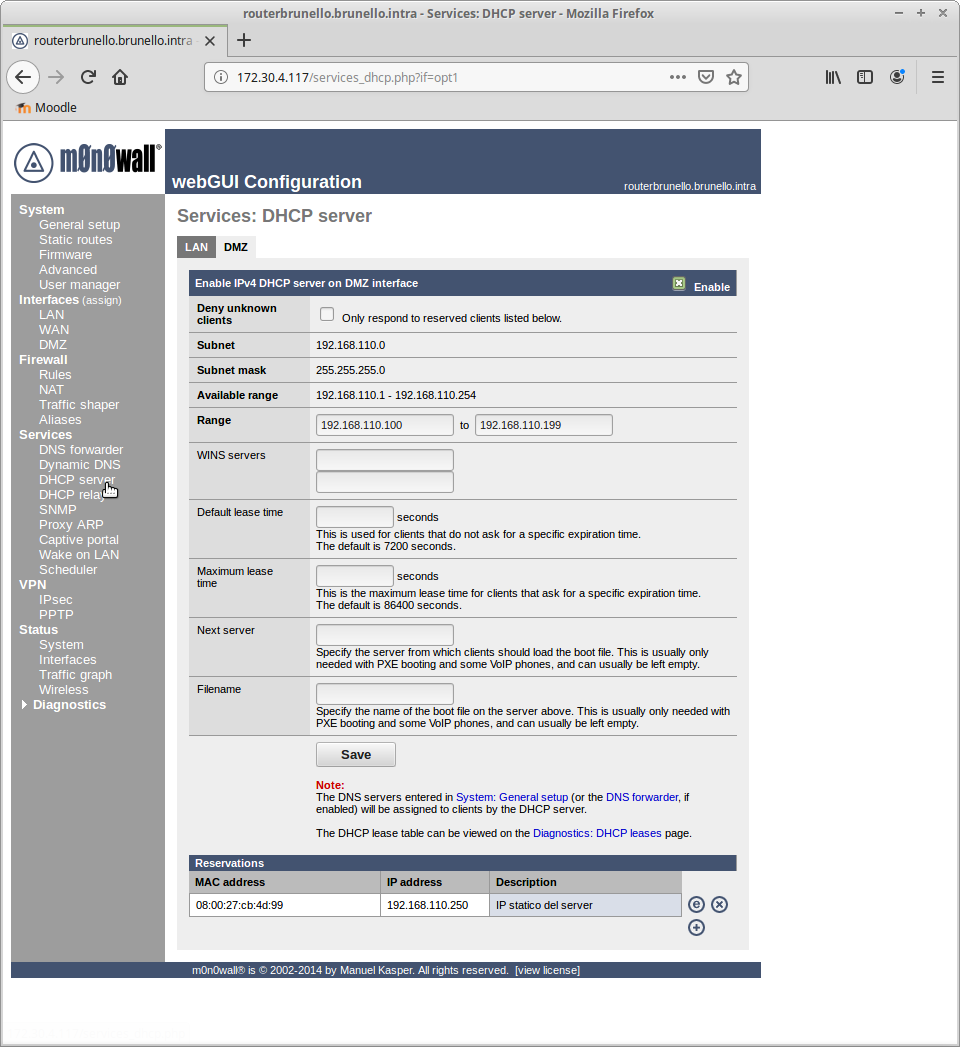 routerbrunello.brunello.intra - Services: DHCP server - Mozilla Firefox
routerbrunello.brunello.intra
172.30.4.117/services_dhcp.php?if=opt1
Moodle
m0n0wall®
webGUI Configuration
routerbrunello.brunello.intra
System
General setup
Static routes
Firmware
Advanced
User manager
Interfaces (assign)
LAN
WAN
DMZ
Firewall
Rules
NAT
Traffic shaper
Aliases
Services
DNS forwarder
Dynamic DNS
DHCP server
DHCP relay
SNMP
Proxy ARP
Captive portal
Wake on LAN
Scheduler
VPN
IPsec
PPTP
Status
System
Interfaces
Traffic graph
Wireless
Diagnostics
Services: DHCP server
LAN DMZ
Enable IPv4 DHCP server on DMZ interface Enable
Deny unknown
clients
Only respond to reserved clients listed below.
Subnet 192.168.110.0
Subnet mask 255.255.255.0
Available range 192.168.110.1 - 192.168.110.254
Range 192.168.110.100 to 192.168.110.199
WINS servers
Default lease time seconds
This is used for clients that do not ask for a specific expiration time.
The default is 7200 seconds.
Maximum lease
time
seconds
This is the maximum lease time for clients that ask for a specific expiration time.
The default is 86400 seconds.
Next server
Specify the server from which clients should load the boot file. This is usually only
needed with PXE booting and some VoIP phones, and can usually be left empty.
Filename
Specify the name of the boot file on the server above. This is usually only needed with
PXE booting and some VoIP phones, and can usually be left empty.
Save
Note:
The DNS servers entered in System: General setup (or the DNS forwarder, if
enabled) will be assigned to clients by the DHCP server.
The DHCP lease table can be viewed on the Diagnostics: DHCP leases page.
Reservations
MAC address IP address Description
08:00:27:cb:4d:99 192.168.110.250 IP statico del server
m0n0wall® is © 2002-2014 by Manuel Kasper. All rights reserved. [view license]